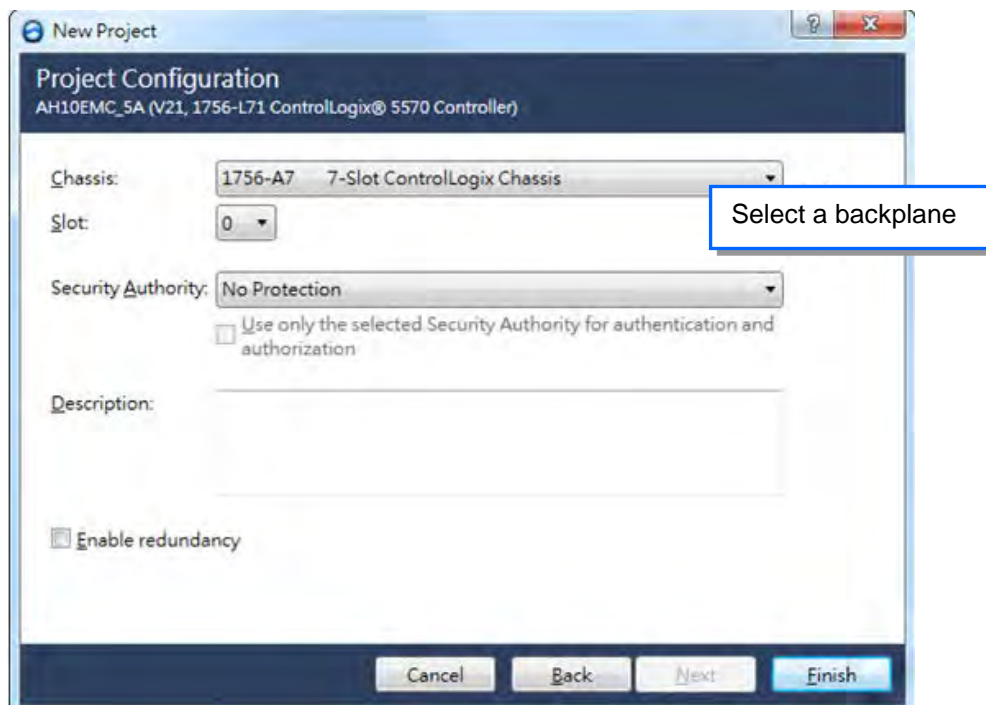 New Project
Project Configuration
AH10EMC_5A (V21, 1756-L71 ControlLogix® 5570 Controller)
Chassis: 1756-A7 7-Slot ControlLogix Chassis
Select a backplane
Slot: 0
Security Authority: No Protection
Use only the selected Security Authority for authentication and
authorization
Description:
Enable redundancy
Cancel Back Next Finish